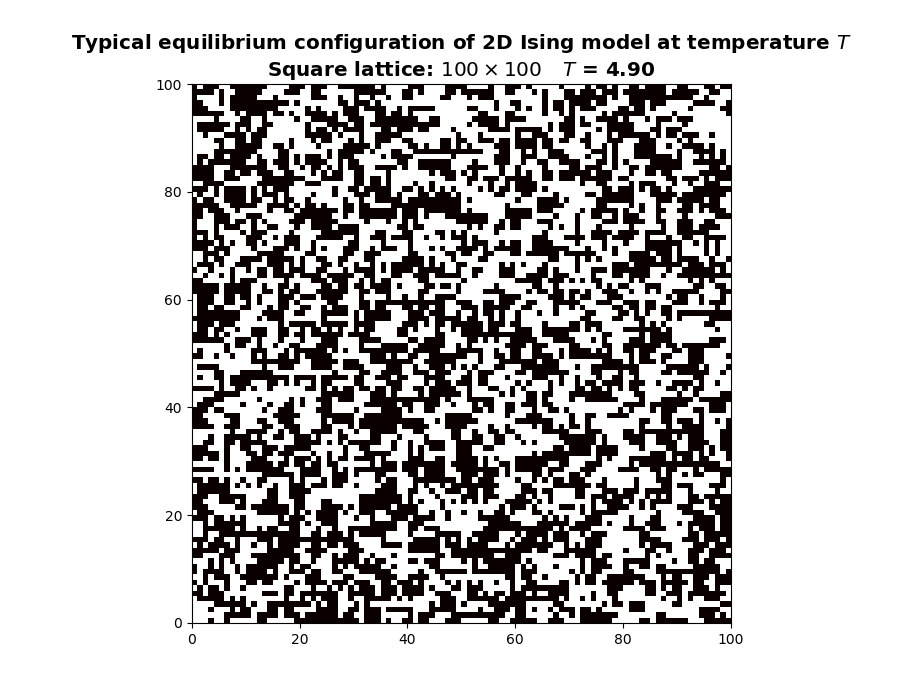 Typical equilibrium configuration of 2D Ising model at temperature T
Square lattice: 100 × 100 T = 4.90
100
80
60
40
20
0
0 20 40 60 80 100